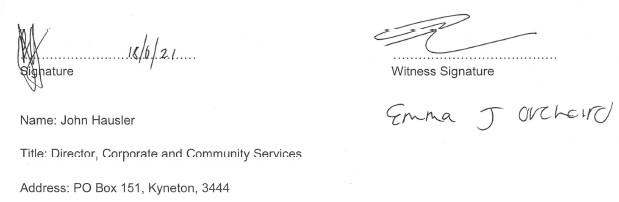 18/6/21
Signature
Witness Signature
Emma J Orchard
Name: John Hausler
Title: Director, Corporate and Community Services
Address: PO Box 151, Kyneton, 3444